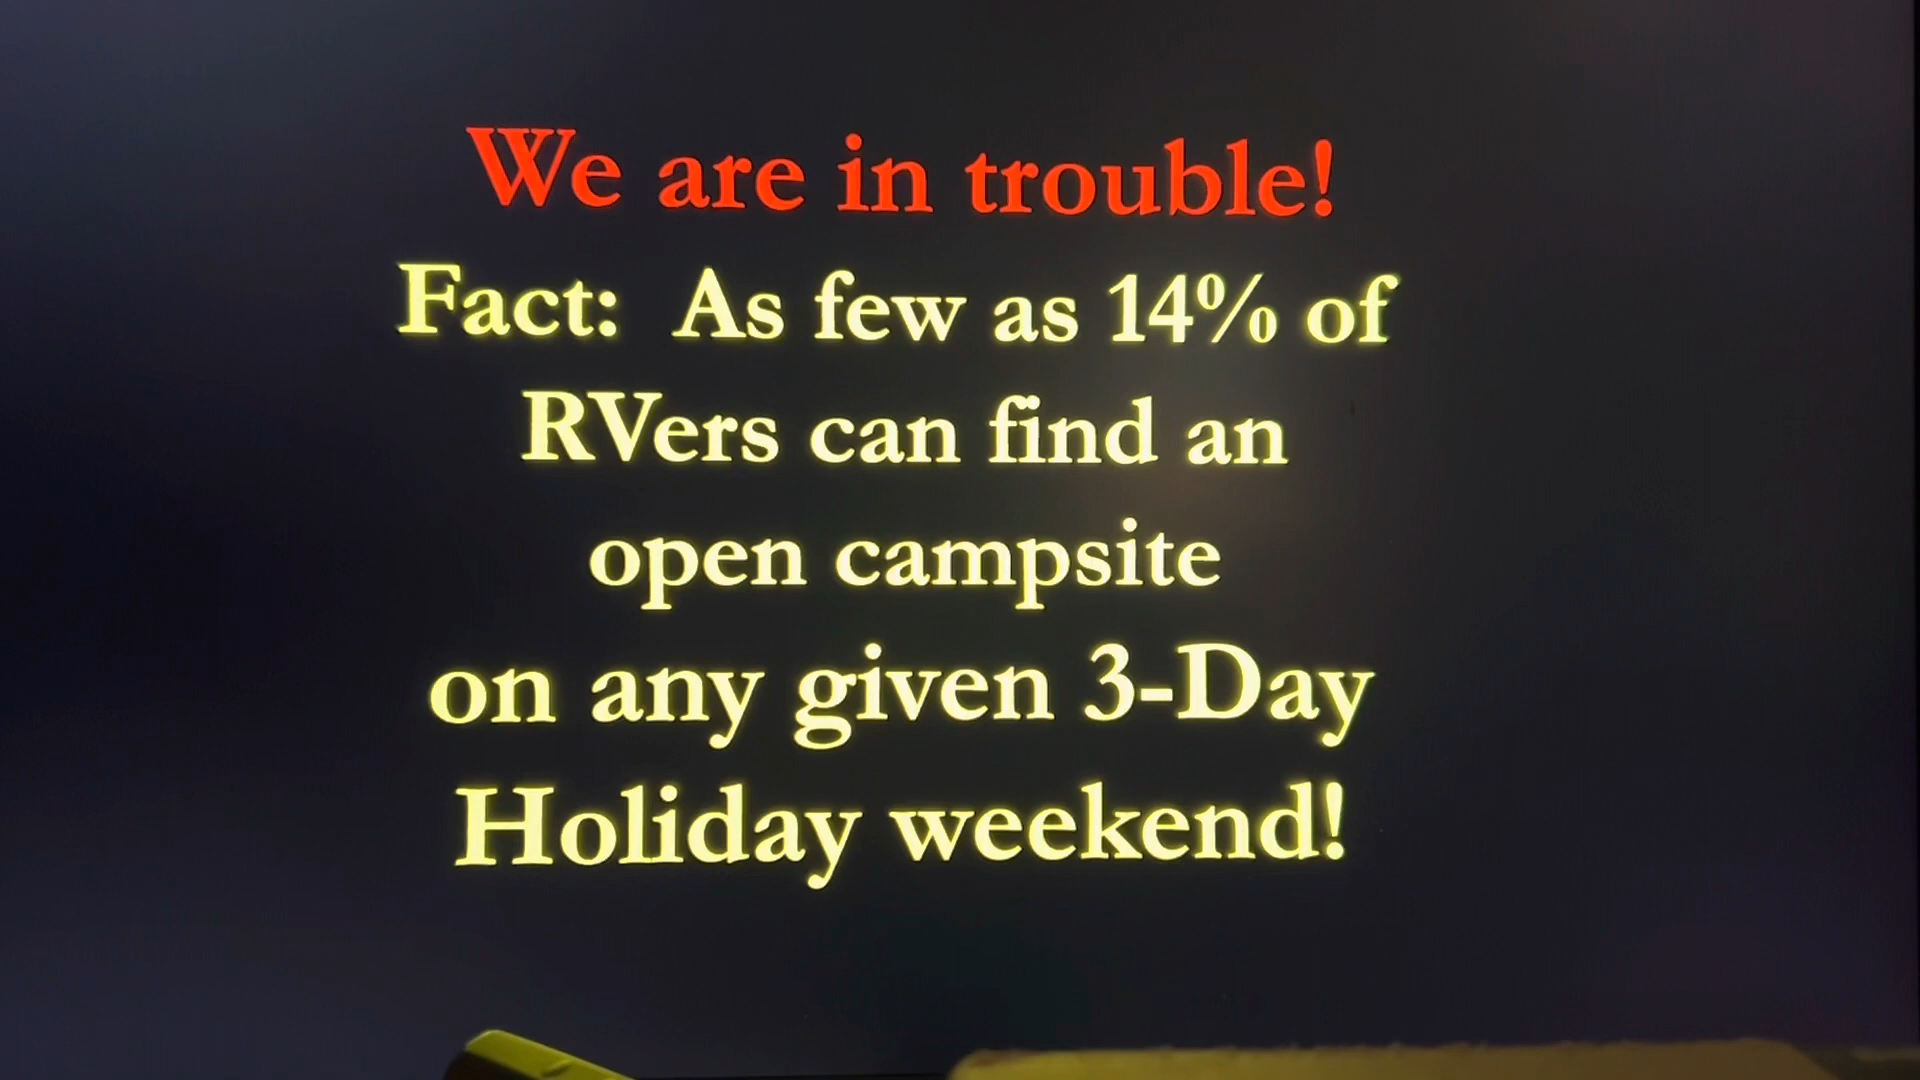 We are in trouble!
Fact: As few as 14% of
RVers can find an
open campsite
on any given 3-Day
Holiday weekend!